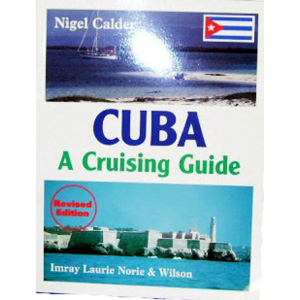 Nigel Calder
CUBA
A Cruising Guide
Revised
Edition
Imray Laurie Norie & Wilson